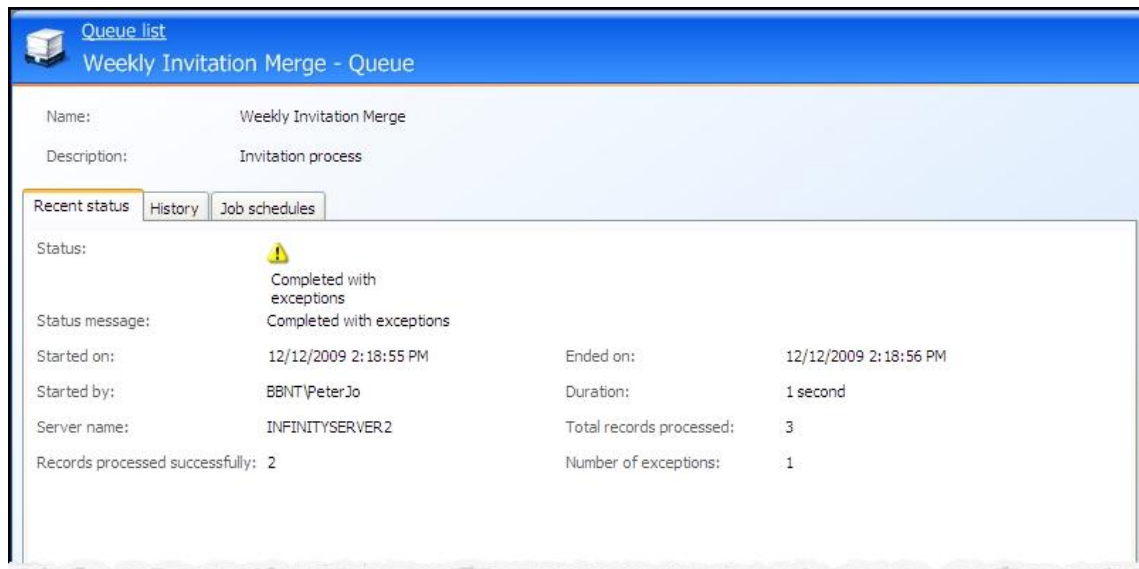 Queue list
Weekly Invitation Merge - Queue
Name: Weekly Invitation Merge
Description: Invitation process
Recent status History Job schedules
Status:
Completed with
exceptions
Status message: Completed with exceptions
Started on: 12/12/2009 2:18:55 PM Ended on: 12/12/2009 2:18:56 PM
Started by: BBNT\PeterJo Duration: 1 second
Server name: INFINITYSERVER2 Total records processed: 3
Records processed successfully: 2 Number of exceptions: 1